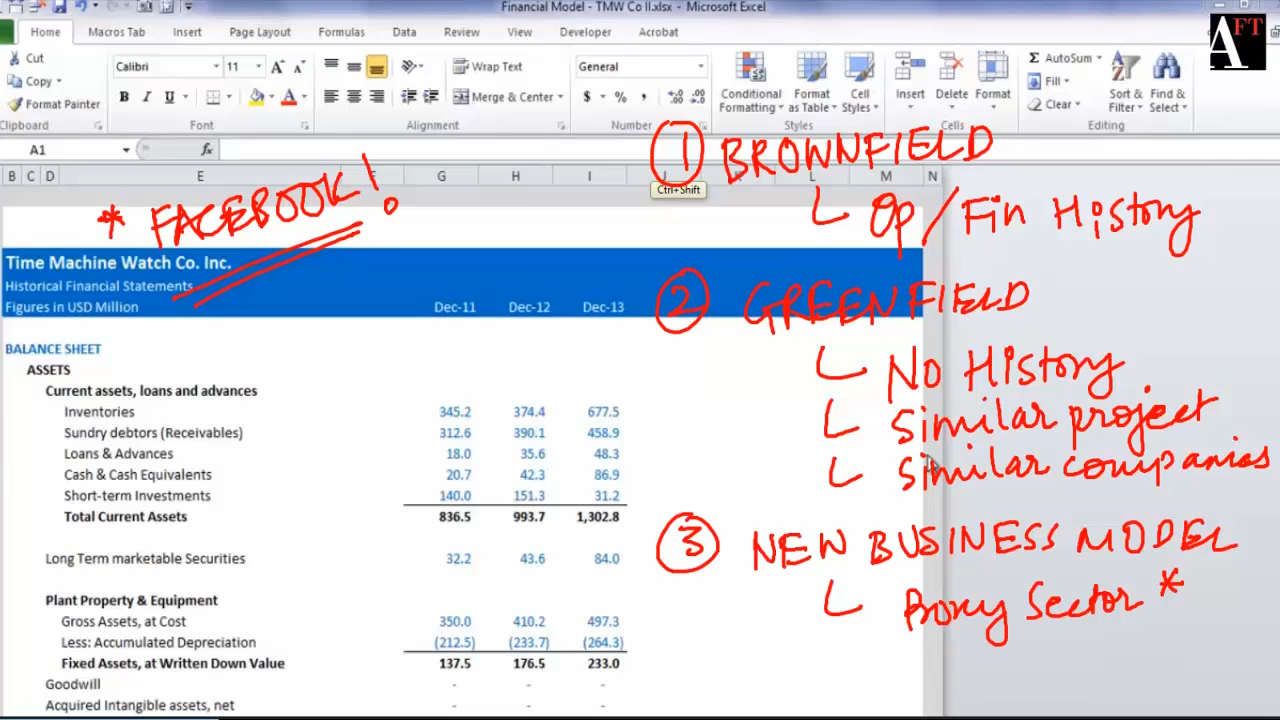 Financial Model - TMW Co II.xlsx - Microsoft Excel
Home Macros Tab Insert Page Layout Formulas Data Review View Developer Acrobat
AFT
Cut
Copy
Format Painter
Clipboard
Calibri 11
B I U
Font
Wrap Text
Merge & Center
Alignment
General
$ % ,
Number
Conditional Formatting
Format as Table
Cell Styles
Styles
Insert Delete Format
Cells
Σ AutoSum
Fill
Clear
Sort & Filter
Find & Select
Editing
A1 fx
B C D E G H I L M N
Ctrl+Shift
* FACEBOOK!
① BROWNFIELD
Op/Fin History
② GREENFIELD
No History
Similar project
Similar companies
③ NEW BUSINESS MODEL
Proxy Sector *
Time Machine Watch Co. Inc.
Historical Financial Statements
Figures in USD Million Dec-11 Dec-12 Dec-13
BALANCE SHEET
ASSETS
Current assets, loans and advances
Inventories 345.2 374.4 677.5
Sundry debtors (Receivables) 312.6 390.1 458.9
Loans & Advances 18.0 35.6 48.3
Cash & Cash Equivalents 20.7 42.3 86.9
Short-term Investments 140.0 151.3 31.2
Total Current Assets 836.5 993.7 1,302.8
Long Term marketable Securities 32.2 43.6 84.0
Plant Property & Equipment
Gross Assets, at Cost 350.0 410.2 497.3
Less: Accumulated Depreciation (212.5) (233.7) (264.3)
Fixed Assets, at Written Down Value 137.5 176.5 233.0
Goodwill - - -
Acquired Intangible assets, net - - -